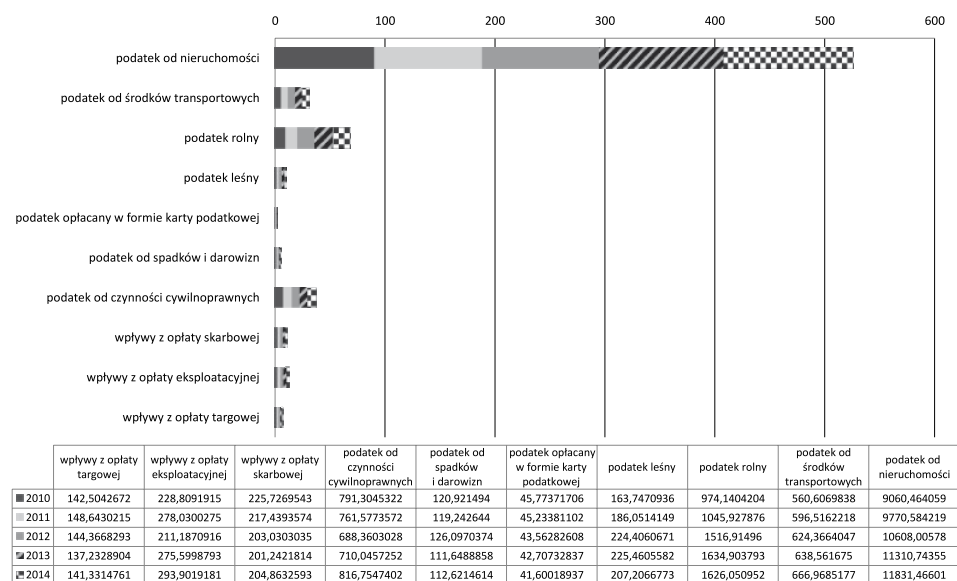 0 100 200 300 400 500 600
podatek od nieruchomości
podatek od środków transportowych
podatek rolny
podatek leśny
podatek opłacany w formie karty podatkowej
podatek od spadków i darowizn
podatek od czynności cywilnoprawnych
wpływy z opłaty skarbowej
wpływy z opłaty eksploatacyjnej
wpływy z opłaty targowej
wpływy z opłaty targowej wpływy z opłaty eksploatacyjnej wpływy z opłaty skarbowej podatek od czynności cywilnoprawnych podatek od spadków i darowizn podatek opłacany w formie karty podatkowej podatek leśny podatek rolny podatek od środków transportowych podatek od nieruchomości
2010 142,5042672 228,8091915 225,7269543 791,3045322 120,921494 45,77371706 163,7470936 974,1404204 560,6069838 9060,464059
2011 148,6430215 278,0300275 217,4393574 761,5773572 119,242644 45,23381102 186,0514149 1045,927876 596,5162218 9770,584219
2012 144,3668293 211,1870916 203,0303035 688,3603028 126,0970374 43,56282608 224,4060671 1516,91496 624,3664047 10608,00578
2013 137,2328904 275,5998793 201,2421814 710,0457252 111,6488858 42,70732837 225,4605582 1634,903793 638,561675 11310,74355
2014 141,3314761 293,9019181 204,8632593 816,7547402 112,6214614 41,60018937 207,2066773 1626,050952 666,9685177 11831,46601